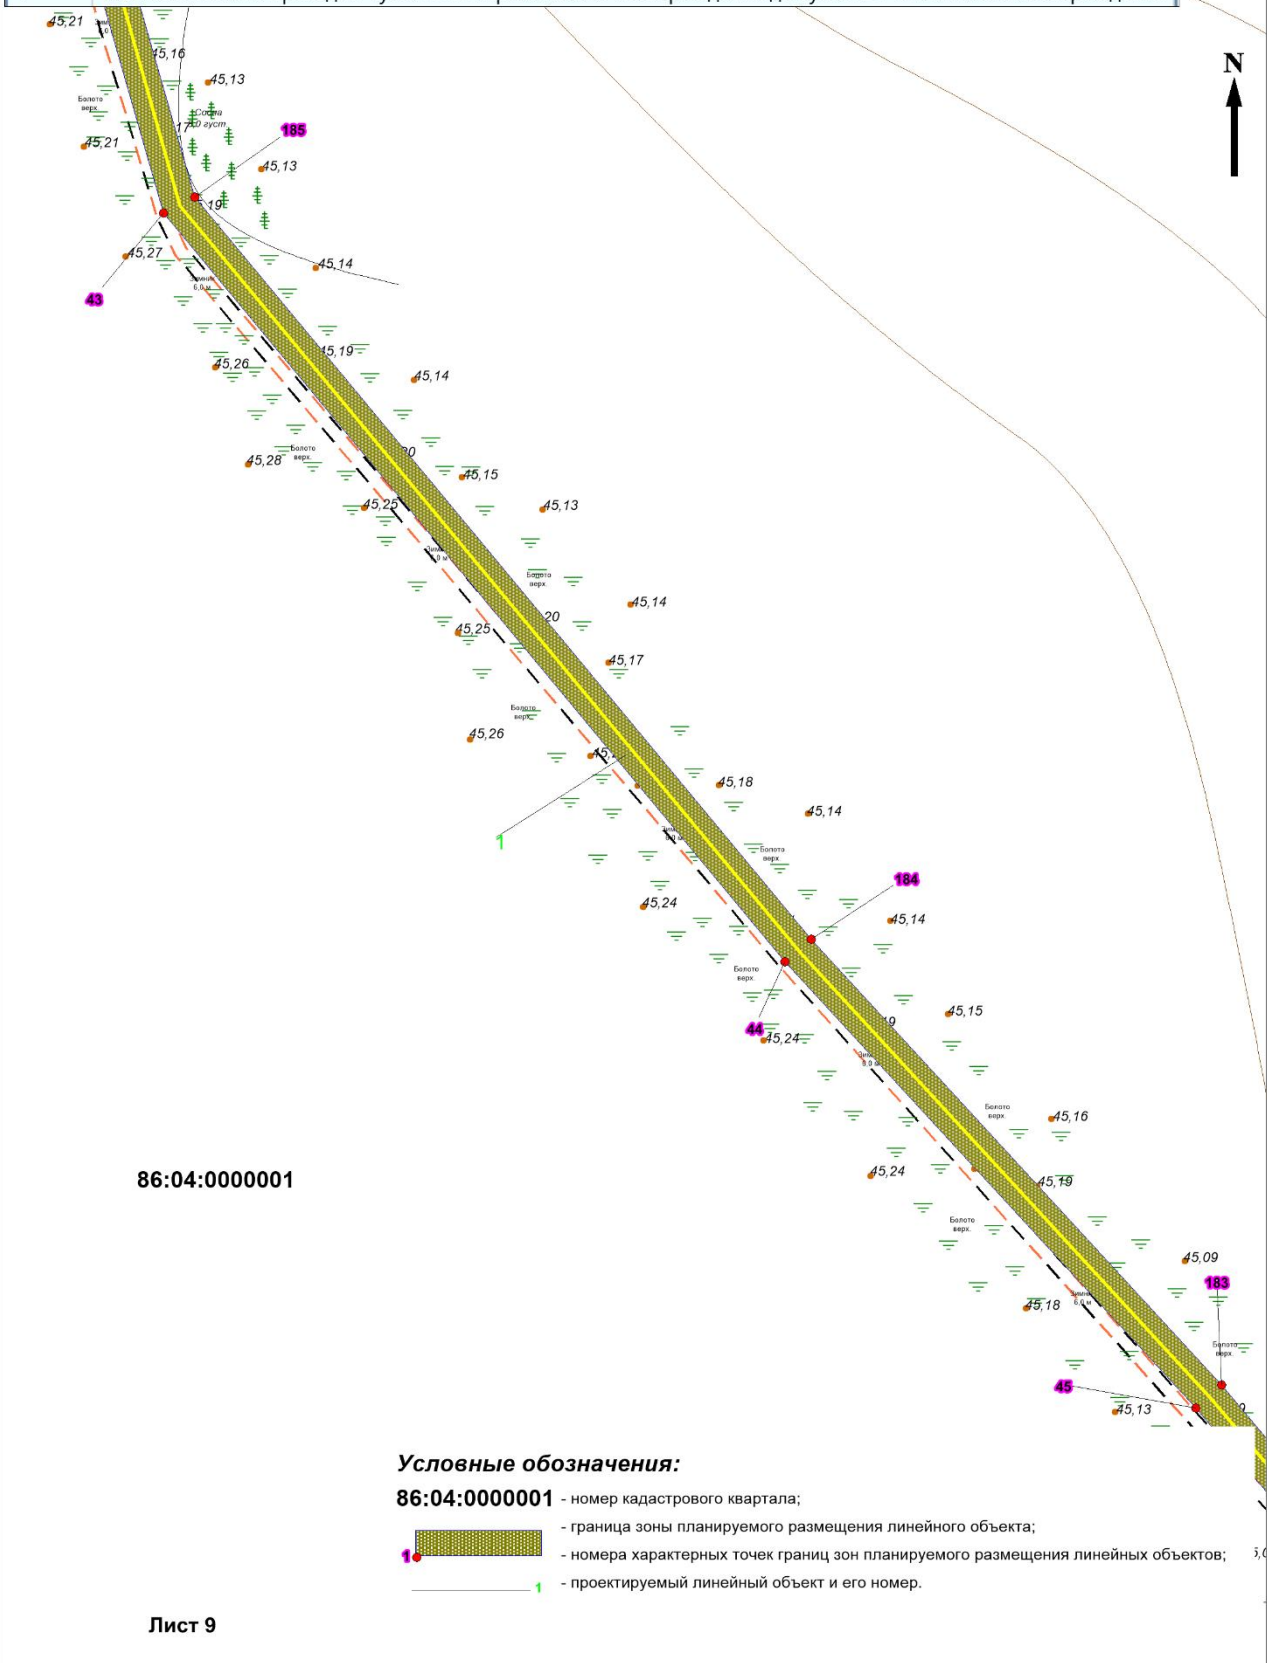 45,21
45,16
45,13
N
Болото
верх.
Сосна
185
45,21
45,13
19
45,27
45,14
43
Зимник
6,0 м
45,19
45,26
45,14
20
Болото
верх.
45,28
45,15
45,25
45,13
Болото
верх.
45,14
20
45,25
45,17
Болото
верх.
45,26
45,18
45,14
1
Болото
верх.
184
45,24
45,14
Болото
верх.
45,15
44
45,24
Болото
верх.
45,16
45,24
45,19
86:04:0000001
Болото
верх.
45,09
183
45,18
Болото
верх.
45
45,13
Условные обозначения:
86:04:0000001 - номер кадастрового квартала;
- граница зоны планируемого размещения линейного объекта;
1 - номера характерных точек границ зон планируемого размещения линейных объектов;
1 - проектируемый линейный объект и его номер.
Лист 9